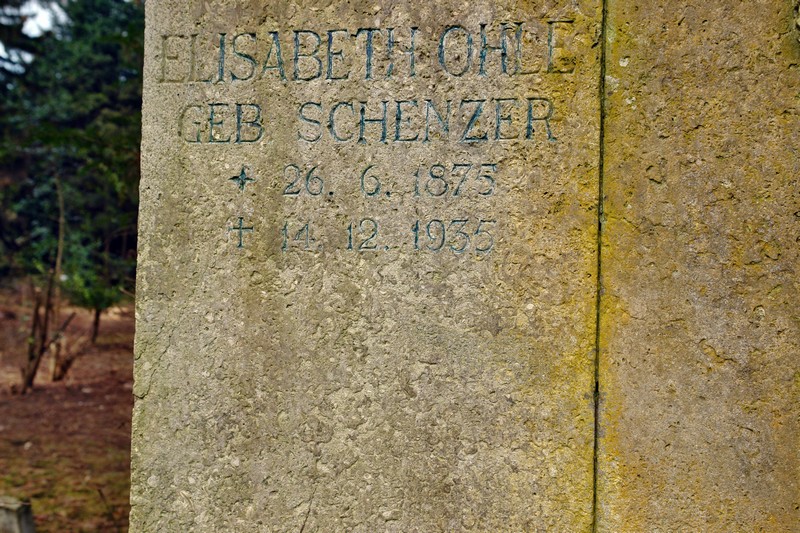 ELISABETH OHLE
GEB SCHENZER
26. 6. 1875
† 14. 12. 1935